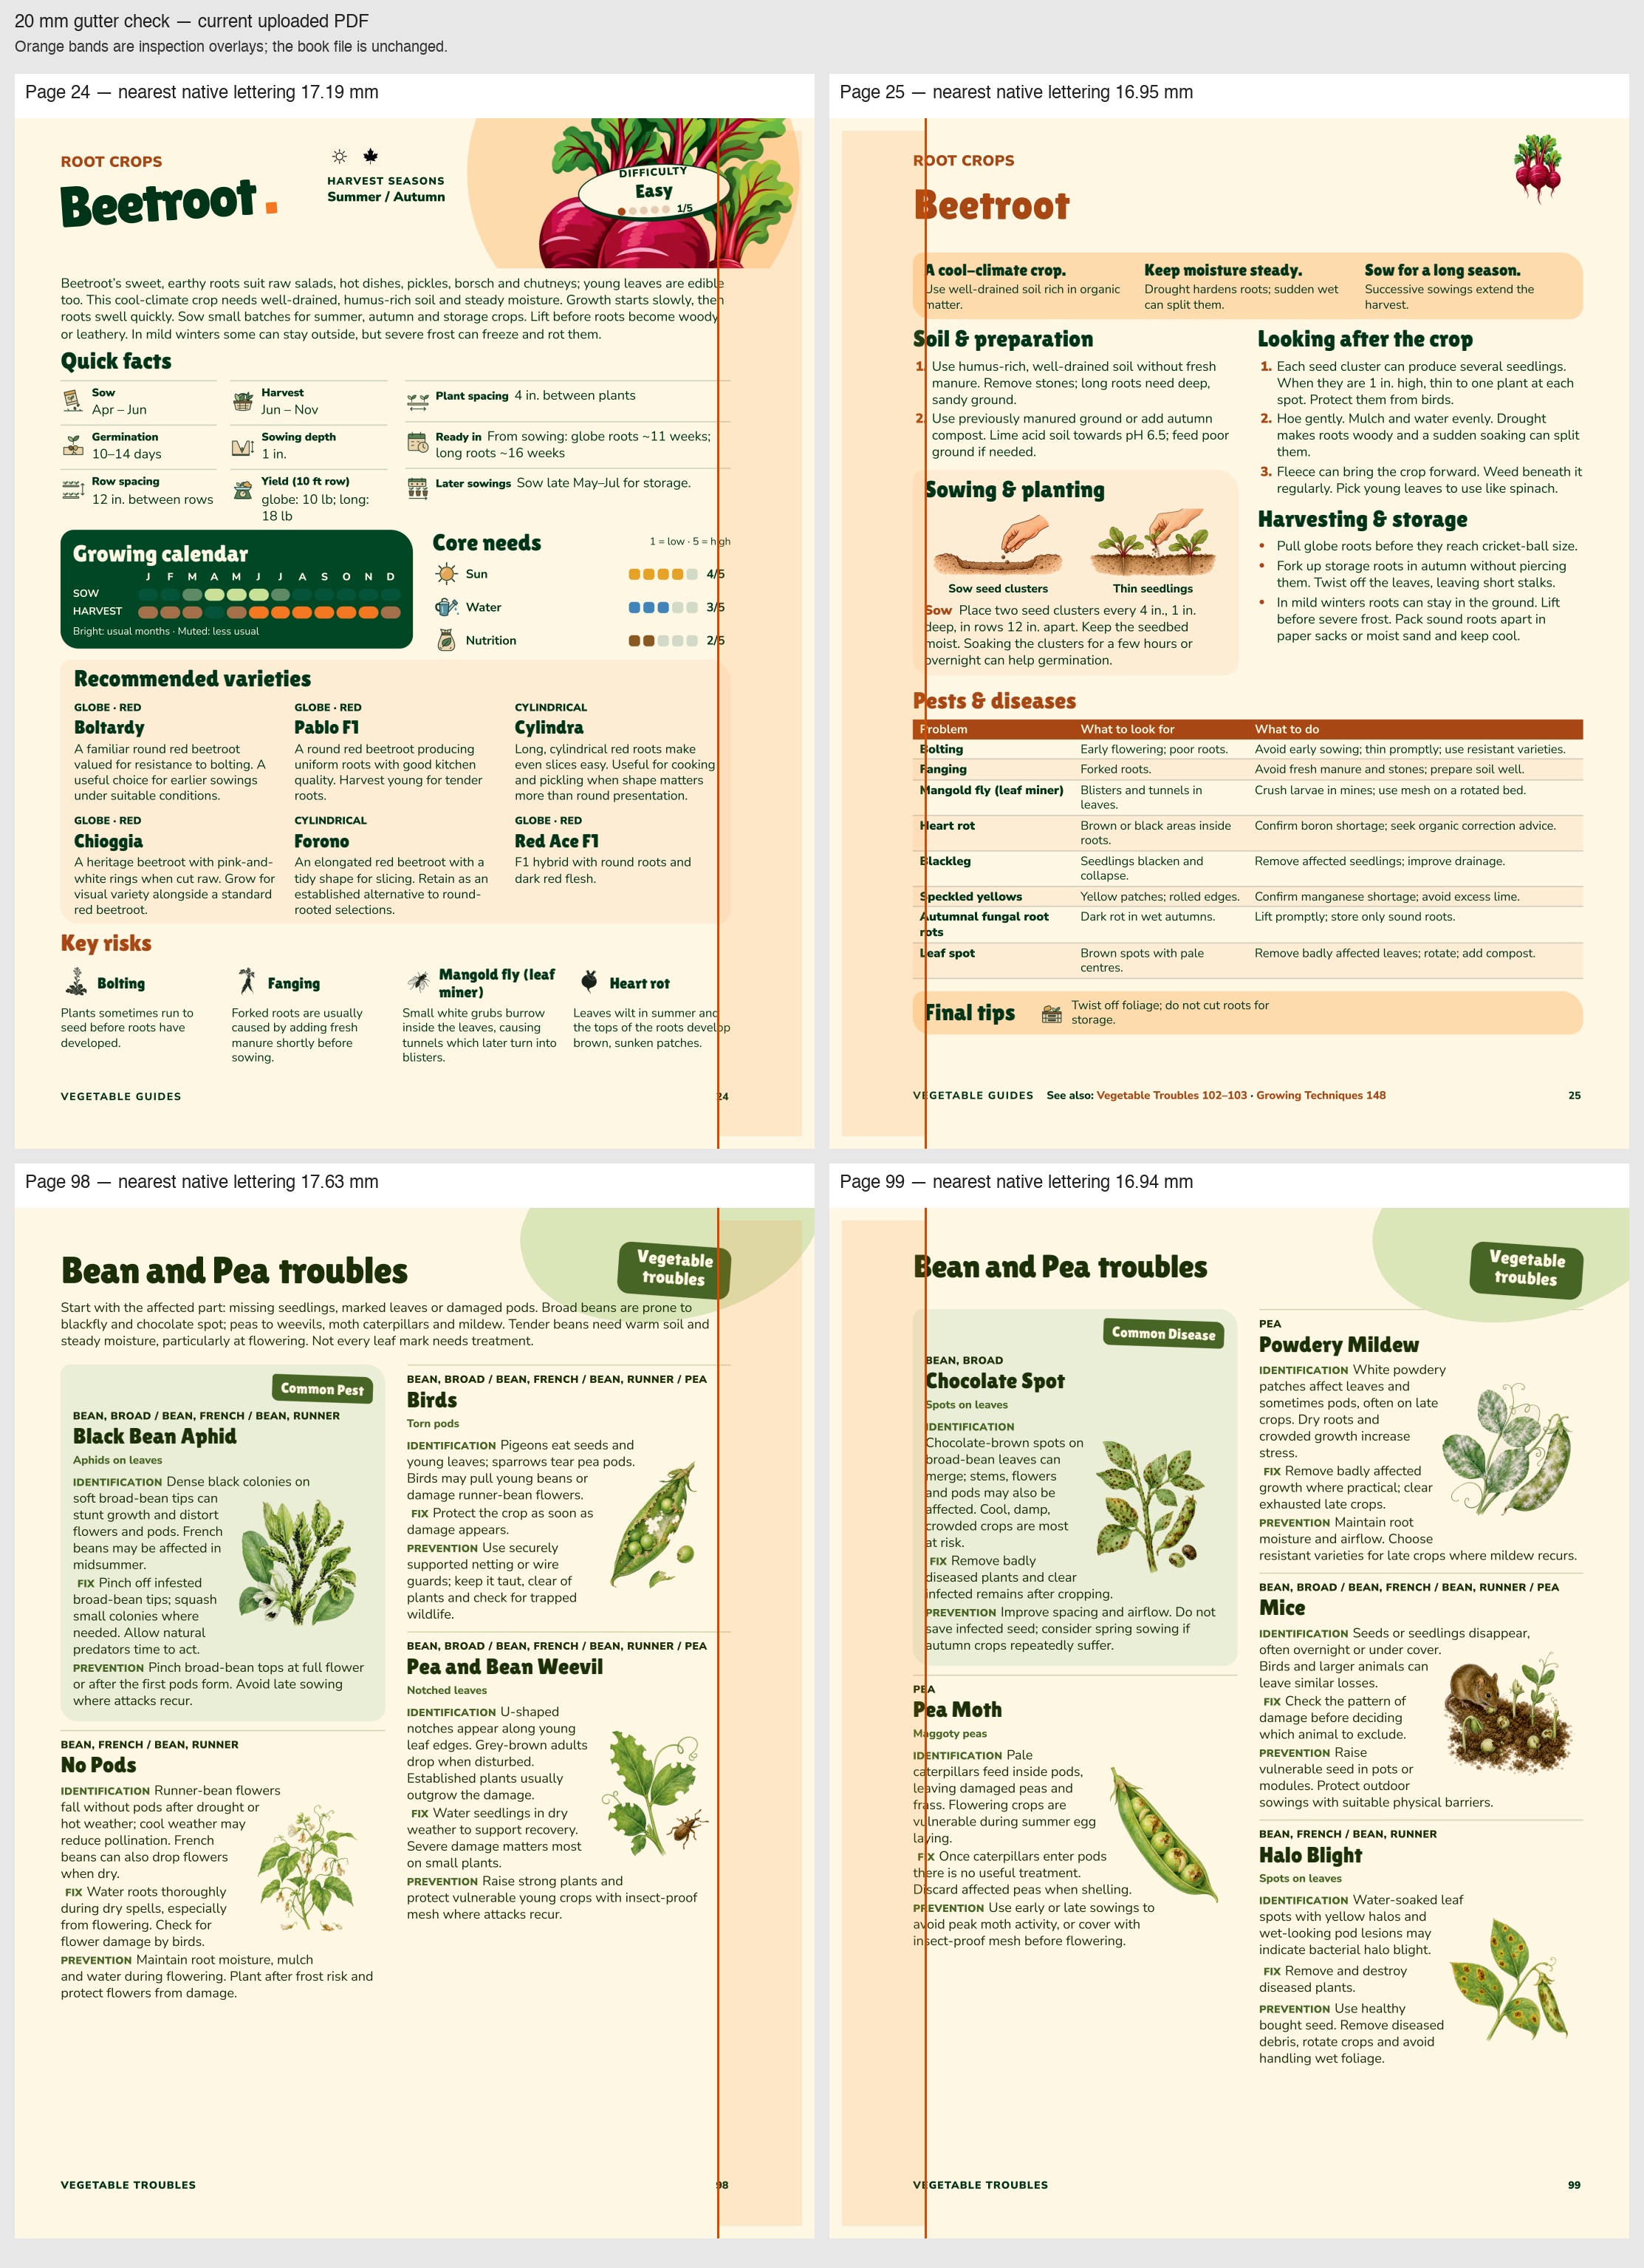 20 mm gutter check — current uploaded PDF
Orange bands are inspection overlays; the book file is unchanged.
Page 24 — nearest native lettering 17.19 mm
ROOT CROPS
Beetroot.
HARVEST SEASONS
Summer / Autumn
DIFFICULTY
Easy
1/5
Beetroot's sweet, earthy roots suit raw salads, hot dishes, pickles, borsch and chutneys; young leaves are edible
too. This cool-climate crop needs well-drained, humus-rich soil and steady moisture. Growth starts slowly, then
roots swell quickly. Sow small batches for summer, autumn and storage crops. Lift before roots become woody
or leathery. In mild winters some can stay outside, but severe frost can freeze and rot them.
Quick facts
Sow
Apr – Jun
Harvest
Jun – Nov
Plant spacing 4 in. between plants
Germination
10–14 days
Sowing depth
1 in.
Ready in From sowing: globe roots ~11 weeks;
long roots ~16 weeks
Row spacing
12 in. between rows
Yield (10 ft row)
globe: 10 lb; long:
18 lb
Later sowings Sow late May–Jul for storage.
Growing calendar
J F M A M J J A S O N D
SOW
HARVEST
Bright: usual months · Muted: less usual
Core needs
1 = low · 5 = high
Sun 4/5
Water 3/5
Nutrition 2/5
Recommended varieties
GLOBE · RED
Boltardy
A familiar round red beetroot
valued for resistance to bolting. A
useful choice for earlier sowings
under suitable conditions.
GLOBE · RED
Pablo F1
A round red beetroot producing
uniform roots with good kitchen
quality. Harvest young for tender
roots.
CYLINDRICAL
Cylindra
Long, cylindrical red roots make
even slices easy. Useful for cooking
and pickling when shape matters
more than round presentation.
GLOBE · RED
Chioggia
A heritage beetroot with pink-and-
white rings when cut raw. Grow for
visual variety alongside a standard
red beetroot.
CYLINDRICAL
Forono
An elongated red beetroot with a
tidy shape for slicing. Retain as an
established alternative to round-
rooted selections.
GLOBE · RED
Red Ace F1
F1 hybrid with round roots and
dark red flesh.
Key risks
Bolting
Plants sometimes run to
seed before roots have
developed.
Fanging
Forked roots are usually
caused by adding fresh
manure shortly before
sowing.
Mangold fly (leaf
miner)
Small white grubs burrow
inside the leaves, causing
tunnels which later turn into
blisters.
Heart rot
Leaves wilt in summer and
the tops of the roots develop
brown, sunken patches.
VEGETABLE GUIDES
24
Page 25 — nearest native lettering 16.95 mm
ROOT CROPS
Beetroot
A cool-climate crop.
Use well-drained soil rich in organic
matter.
Keep moisture steady.
Drought hardens roots; sudden wet
can split them.
Sow for a long season.
Successive sowings extend the
harvest.
Soil & preparation
1. Use humus-rich, well-drained soil without fresh
manure. Remove stones; long roots need deep,
sandy ground.
2. Use previously manured ground or add autumn
compost. Lime acid soil towards pH 6.5; feed poor
ground if needed.
Sowing & planting
Sow seed clusters
Thin seedlings
Sow Place two seed clusters every 4 in., 1 in.
deep, in rows 12 in. apart. Keep the seedbed
moist. Soaking the clusters for a few hours or
overnight can help germination.
Looking after the crop
1. Each seed cluster can produce several seedlings.
When they are 1 in. high, thin to one plant at each
spot. Protect them from birds.
2. Hoe gently. Mulch and water evenly. Drought
makes roots woody and a sudden soaking can split
them.
3. Fleece can bring the crop forward. Weed beneath it
regularly. Pick young leaves to use like spinach.
Harvesting & storage
• Pull globe roots before they reach cricket-ball size.
• Fork up storage roots in autumn without piercing
them. Twist off the leaves, leaving short stalks.
• In mild winters roots can stay in the ground. Lift
before severe frost. Pack sound roots apart in
paper sacks or moist sand and keep cool.
Pests & diseases
Problem What to look for What to do
Bolting Early flowering; poor roots. Avoid early sowing; thin promptly; use resistant varieties.
Fanging Forked roots. Avoid fresh manure and stones; prepare soil well.
Mangold fly (leaf miner) Blisters and tunnels in Crush larvae in mines; use mesh on a rotated bed.
leaves.
Heart rot Brown or black areas inside Confirm boron shortage; seek organic correction advice.
roots.
Blackleg Seedlings blacken and Remove affected seedlings; improve drainage.
collapse.
Speckled yellows Yellow patches; rolled edges. Confirm manganese shortage; avoid excess lime.
Autumnal fungal root Dark rot in wet autumns. Lift promptly; store only sound roots.
rots
Leaf spot Brown spots with pale Remove badly affected leaves; rotate; add compost.
centres.
Final tips
Twist off foliage; do not cut roots for
storage.
VEGETABLE GUIDES See also: Vegetable Troubles 102–103 · Growing Techniques 148
25
Page 98 — nearest native lettering 17.63 mm
Bean and Pea troubles
Vegetable
troubles
Start with the affected part: missing seedlings, marked leaves or damaged pods. Broad beans are prone to
blackfly and chocolate spot; peas to weevils, moth caterpillars and mildew. Tender beans need warm soil and
steady moisture, particularly at flowering. Not every leaf mark needs treatment.
Common Pest
BEAN, BROAD / BEAN, FRENCH / BEAN, RUNNER
Black Bean Aphid
Aphids on leaves
IDENTIFICATION Dense black colonies on
soft broad-bean tips can
stunt growth and distort
flowers and pods. French
beans may be affected in
midsummer.
FIX Pinch off infested
broad-bean tips; squash
small colonies where
needed. Allow natural
predators time to act.
PREVENTION Pinch broad-bean tops at full flower
or after the first pods form. Avoid late sowing
where attacks recur.
BEAN, FRENCH / BEAN, RUNNER
No Pods
IDENTIFICATION Runner-bean flowers
fall without pods after drought or
hot weather; cool weather may
reduce pollination. French
beans can also drop flowers
when dry.
FIX Water roots thoroughly
during dry spells, especially
from flowering. Check for
flower damage by birds.
PREVENTION Maintain root moisture, mulch
and water during flowering. Plant after frost risk and
protect flowers from damage.
BEAN, BROAD / BEAN, FRENCH / BEAN, RUNNER / PEA
Birds
Torn pods
IDENTIFICATION Pigeons eat seeds and
young leaves; sparrows tear pea pods.
Birds may pull young beans or
damage runner-bean flowers.
FIX Protect the crop as soon as
damage appears.
PREVENTION Use securely
supported netting or wire
guards; keep it taut, clear of
plants and check for trapped
wildlife.
BEAN, BROAD / BEAN, FRENCH / BEAN, RUNNER / PEA
Pea and Bean Weevil
Notched leaves
IDENTIFICATION U-shaped
notches appear along young
leaf edges. Grey-brown adults
drop when disturbed.
Established plants usually
outgrow the damage.
FIX Water seedlings in dry
weather to support recovery.
Severe damage matters most
on small plants.
PREVENTION Raise strong plants and
protect vulnerable young crops with insect-proof
mesh where attacks recur.
VEGETABLE TROUBLES
98
Page 99 — nearest native lettering 16.94 mm
Bean and Pea troubles
Vegetable
troubles
Common Disease
BEAN, BROAD
Chocolate Spot
Spots on leaves
IDENTIFICATION
Chocolate-brown spots on
broad-bean leaves can
merge; stems, flowers
and pods may also be
affected. Cool, damp,
crowded crops are most
at risk.
FIX Remove badly
diseased plants and clear
infected remains after cropping.
PREVENTION Improve spacing and airflow. Do not
save infected seed; consider spring sowing if
autumn crops repeatedly suffer.
PEA
Pea Moth
Maggoty peas
IDENTIFICATION Pale
caterpillars feed inside pods,
leaving damaged peas and
frass. Flowering crops are
vulnerable during summer egg
laying.
FIX Once caterpillars enter pods
there is no useful treatment.
Discard affected peas when shelling.
PREVENTION Use early or late sowings to
avoid peak moth activity, or cover with
insect-proof mesh before flowering.
PEA
Powdery Mildew
IDENTIFICATION White powdery
patches affect leaves and
sometimes pods, often on late
crops. Dry roots and
crowded growth increase
stress.
FIX Remove badly affected
growth where practical; clear
exhausted late crops.
PREVENTION Maintain root
moisture and airflow. Choose
resistant varieties for late crops where mildew recurs.
BEAN, BROAD / BEAN, FRENCH / BEAN, RUNNER / PEA
Mice
IDENTIFICATION Seeds or seedlings disappear,
often overnight or under cover.
Birds and larger animals can
leave similar losses.
FIX Check the pattern of
damage before deciding
which animal to exclude.
PREVENTION Raise
vulnerable seed in pots or
modules. Protect outdoor
sowings with suitable physical barriers.
BEAN, FRENCH / BEAN, RUNNER
Halo Blight
Spots on leaves
IDENTIFICATION Water-soaked leaf
spots with yellow halos and
wet-looking pod lesions may
indicate bacterial halo blight.
FIX Remove and destroy
diseased plants.
PREVENTION Use healthy
bought seed. Remove diseased
debris, rotate crops and avoid
handling wet foliage.
VEGETABLE TROUBLES
99